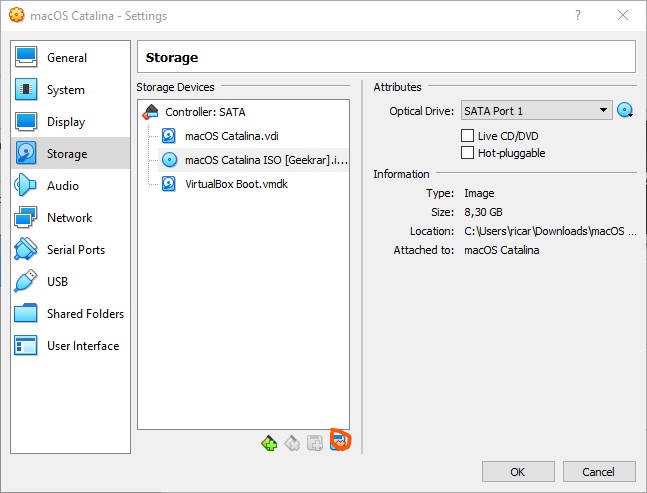 macOS Catalina - Settings
?
General
System
Display
Storage
Audio
Network
Serial Ports
USB
Shared Folders
User Interface
Storage
Storage Devices
Controller: SATA
macOS Catalina.vdi
macOS Catalina ISO [Geekrar].i...
VirtualBox Boot.vmdk
Attributes
Optical Drive: SATA Port 1
Live CD/DVD
Hot-pluggable
Information
Type: Image
Size: 8,30 GB
Location: C:\Users\ricar\Downloads\macOS ...
Attached to: macOS Catalina
OK
Cancel